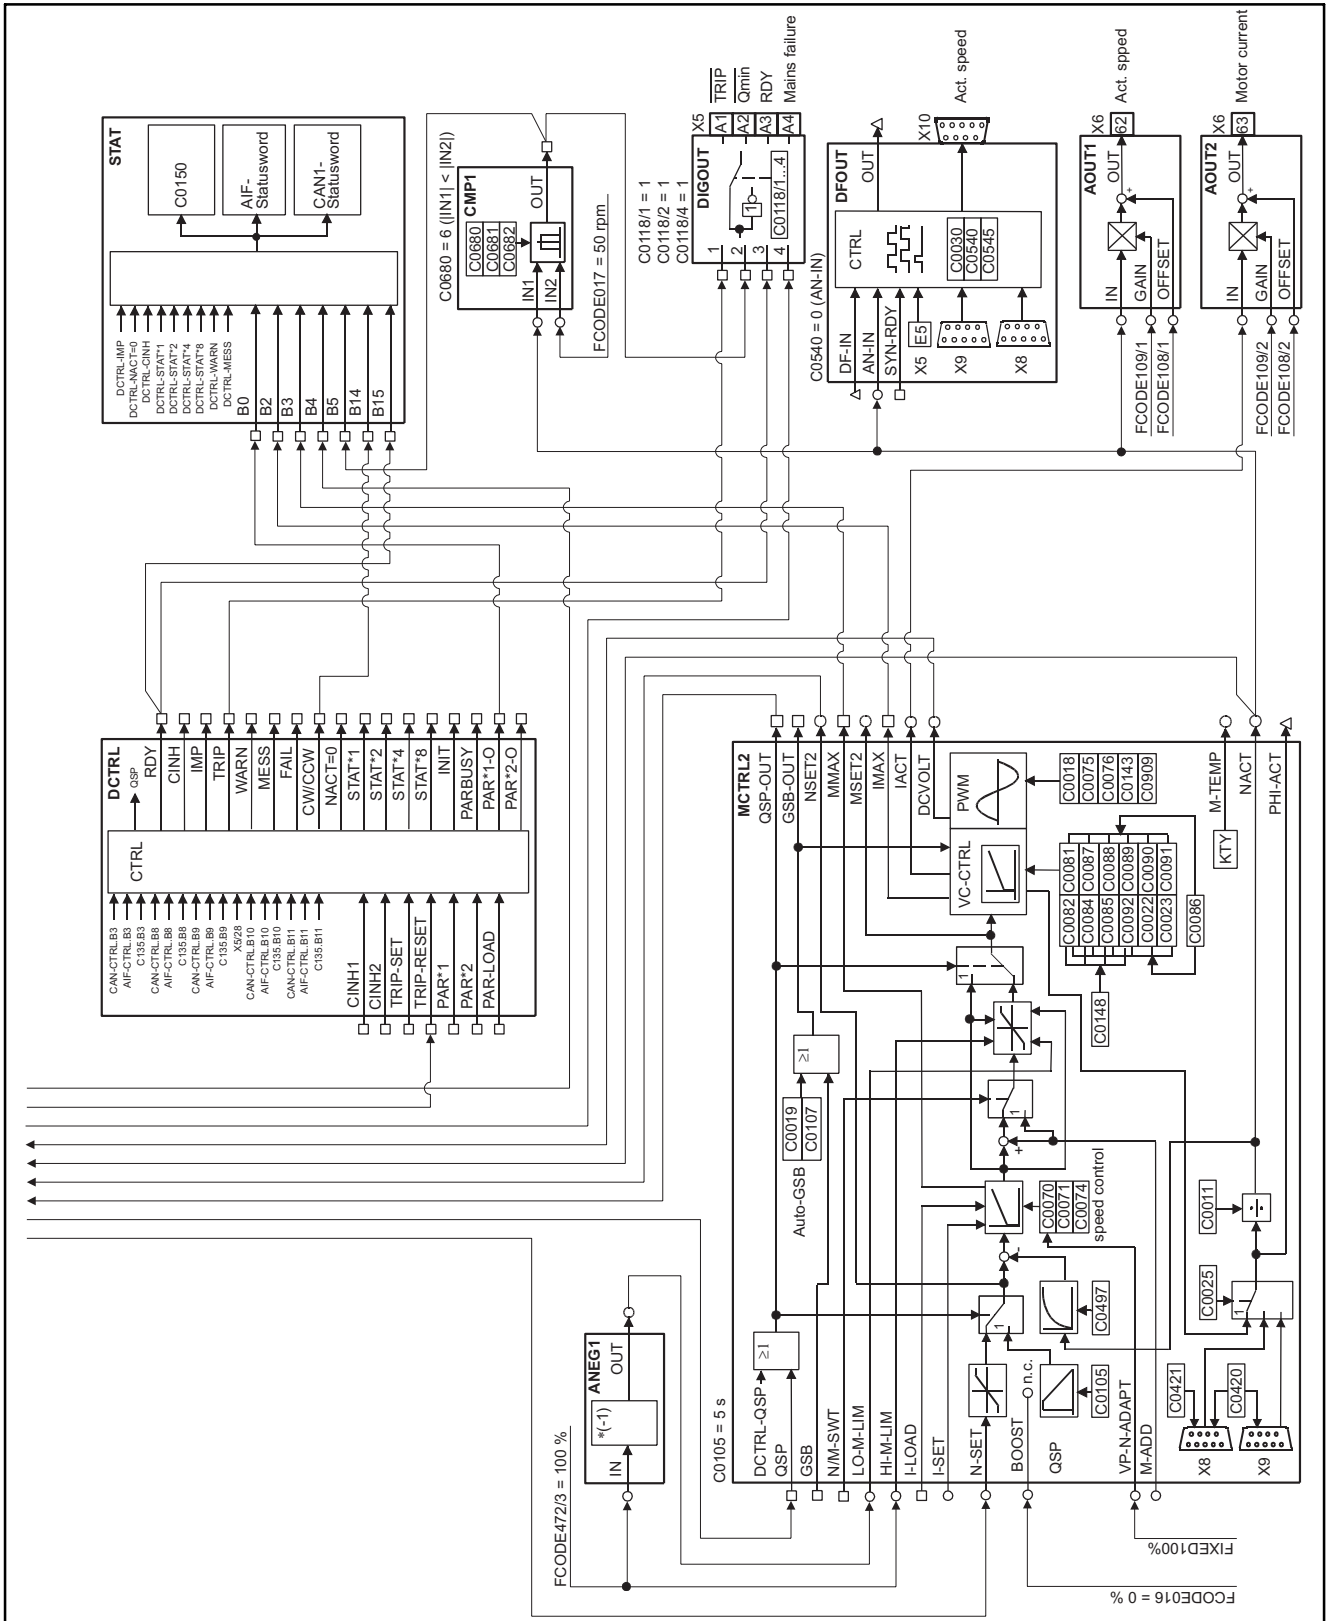 STAT
C0150
AIF-
Statusword
CAN1-
Statusword
DCTRL-IMP
DCTRL-NACT=0
DCTRL-CINH
DCTRL-STAT*1
DCTRL-STAT*2
DCTRL-STAT*4
DCTRL-STAT*8
DCTRL-WARN
DCTRL-MESS
B0
B2
B3
B4
B5
B14
B15
C0680 = 6 (|IN1| < |IN2|)
CMP1
C0680
C0681
C0682
OUT
IN1
IN2
FCODE017 = 50 rpm
C0118/1 = 1
C0118/2 = 1
C0118/4 = 1
DIGOUT
X5
A1
A2
A3
A4
TRIP
Qmin
RDY
Mains failure
1
2
3
4
1
C0118/1...4
C0540 = 0 (AN-IN)
DFOUT
X10
Act. speed
OUT
CTRL
C0030
C0540
C0545
DF-IN
AN-IN
SYN-RDY
X5
E5
X9
X8
AOUT1
X6
62
Act. spped
OUT
+
IN
GAIN
OFFSET
FCODE109/1
FCODE108/1
AOUT2
X6
63
Motor current
OUT
+
IN
GAIN
OFFSET
FCODE109/2
FCODE108/2
DCTRL
QSP
CTRL
RDY
CINH
IMP
TRIP
WARN
MESS
FAIL
CW/CCW
NACT=0
STAT*1
STAT*2
STAT*4
STAT*8
INIT
PARBUSY
PAR*1-O
PAR*2-O
CAN-CTRL.B3
AIF-CTRL.B3
C135.B3
CAN-CTRL.B8
AIF-CTRL.B8
C135.B8
CAN-CTRL.B9
AIF-CTRL.B9
C135.B9
X5/28
CAN-CTRL.B10
AIF-CTRL.B10
C135.B10
CAN-CTRL.B11
AIF-CTRL.B11
C135.B11
CINH1
CINH2
TRIP-SET
TRIP-RESET
PAR*1
PAR*2
PAR-LOAD
FCODE472/3 = 100 %
ANEG1
OUT
*(-1)
IN
C0105 = 5 s
MCTRL2
QSP-OUT
GSB-OUT
NSET2
MMAX
MSET2
IMAX
IACT
DCVOLT
M-TEMP
NACT
PHI-ACT
PWM
VC-CTRL
C0018
C0075
C0076
C0143
C0909
C0081
C0087
C0088
C0089
C0090
C0091
C0082
C0084
C0085
C0092
C0022
C0023
C0086
C0148
KTY
≥1
C0019
C0107
Auto-GSB
1
1
+
C0070
C0071
C0074
speed control
-
1
C0497
C0105
≥1
DCTRL-QSP
QSP
GSB
N/M-SWT
LO-M-LIM
HI-M-LIM
I-LOAD
I-SET
N-SET
BOOST
n.c.
QSP
VP-N-ADAPT
M-ADD
C0011
C0025
1
C0421
C0420
X8
X9
FIXED100%
FCODE016 = 0 %